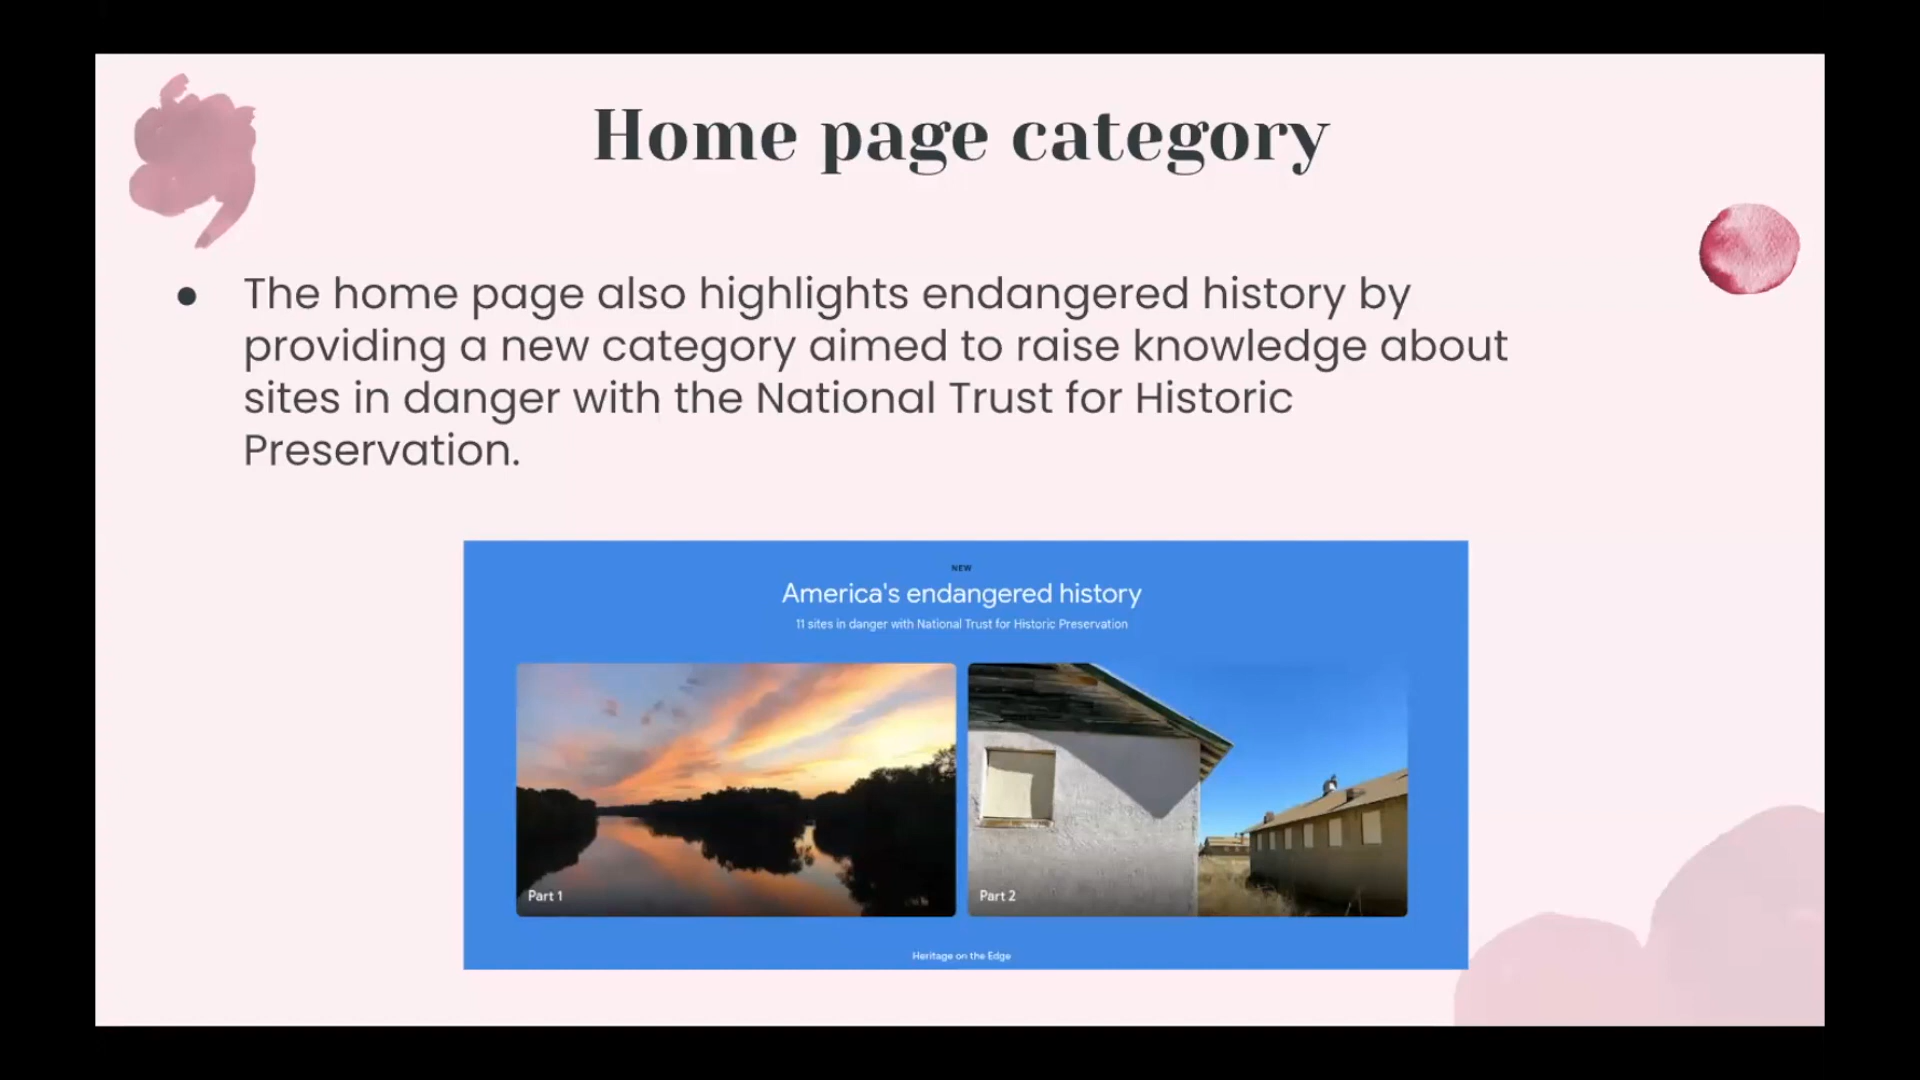 Home page category
● The home page also highlights endangered history by
providing a new category aimed to raise knowledge about
sites in danger with the National Trust for Historic
Preservation.
NEW
America's endangered history
11 sites in danger with National Trust for Historic Preservation
Part 1
Part 2
Heritage on the Edge